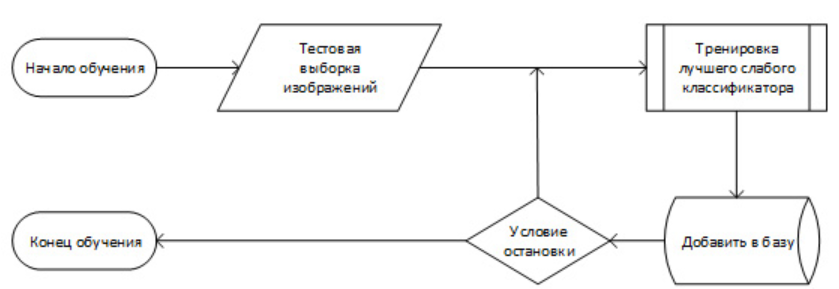 Начало обучения
Тестовая
выборка
изображений
Тренировка
лучшего слабого
классификатора
Конец обучения
Условие
остановки
Добавить в базу